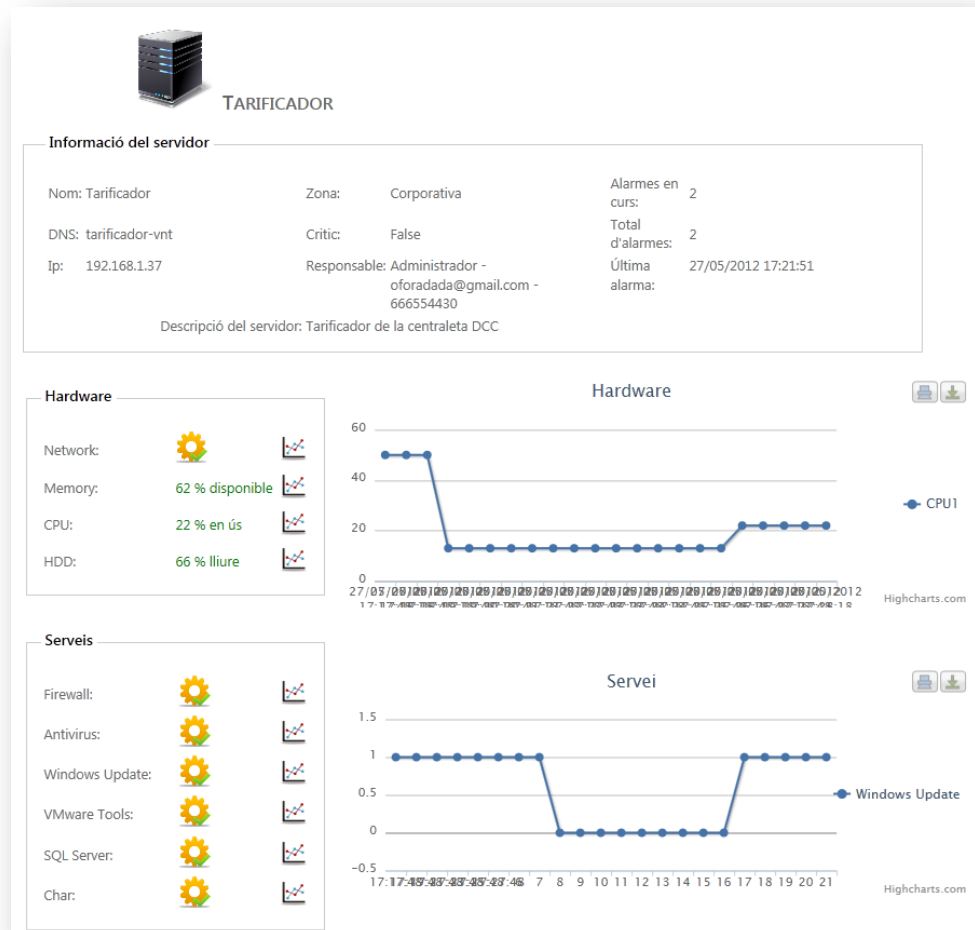 TARIFICADOR
Informació del servidor
Nom: Tarificador
Zona: Corporativa
Alarmes en curs: 2
DNS: tarificador-vnt
Crític: False
Total d'alarmes: 2
Ip: 192.168.1.37
Responsable: Administrador - oforadada@gmail.com - 666554430
Última alarma: 27/05/2012 17:21:51
Descripció del servidor: Tarificador de la centraleta DCC
Hardware
Network:
Memory: 62 % disponible
CPU: 22 % en ús
HDD: 66 % lliure
Hardware
60
40
20
0
CPU1
Highcharts.com
Serveis
Firewall:
Antivirus:
Windows Update:
VMware Tools:
SQL Server:
Char:
Servei
1.5
1
0.5
0
-0.5
7 8 9 10 11 12 13 14 15 16 17 18 19 20 21
Windows Update
Highcharts.com